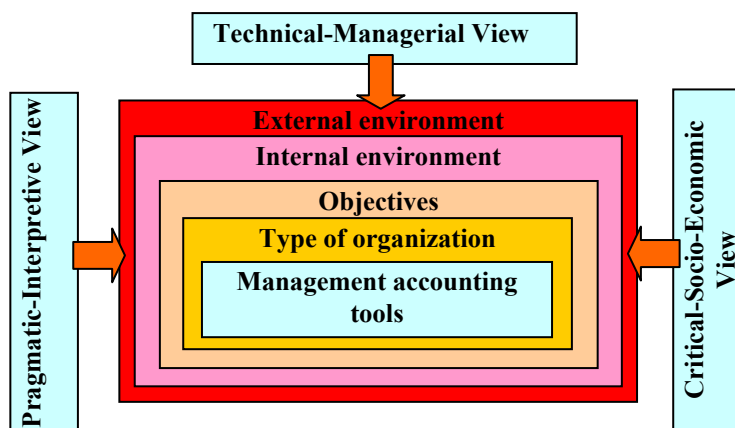 Technical-Managerial View
Pragmatic-Interpretive View
External environment
Internal environment
Objectives
Type of organization
Management accounting
tools
Critical-Socio-Economic
View